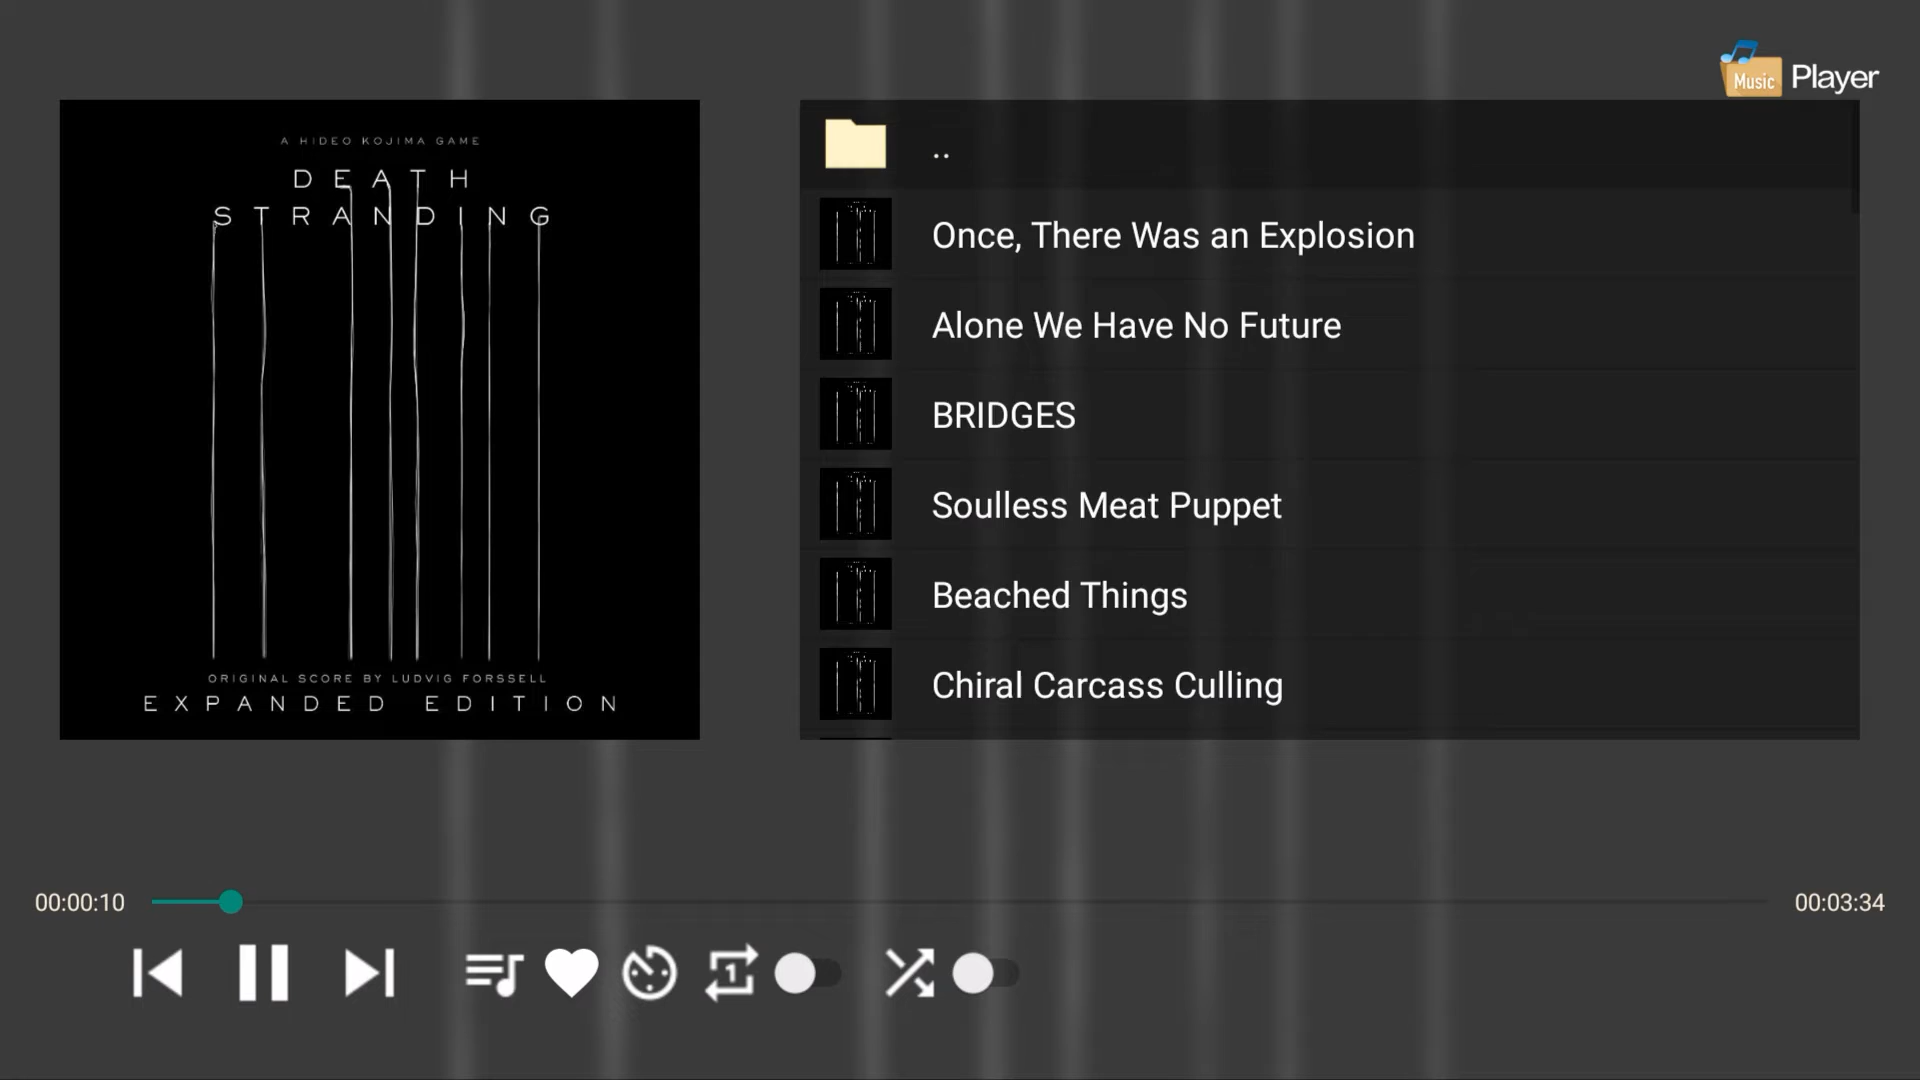 Music Player
A HIDEO KOJIMA GAME
DEATH
STRANDING
ORIGINAL SCORE BY LUDVIG FORSSELL
EXPANDED EDITION
..
Once, There Was an Explosion
Alone We Have No Future
BRIDGES
Soulless Meat Puppet
Beached Things
Chiral Carcass Culling
00:00:10
00:03:34
1